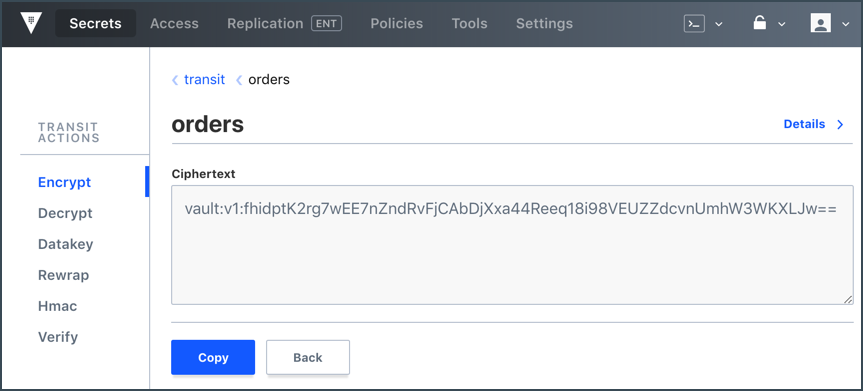 Secrets Access Replication ENT Policies Tools Settings
transit orders
TRANSIT
ACTIONS
orders
Details
Encrypt
Decrypt
Datakey
Rewrap
Hmac
Verify
Ciphertext
vault:v1:fhidptK2rg7wEE7nZndRvFjCAbDjXxa44Reeq18i98VEUZZdcvnUmhW3WKXLJw==
Copy Back